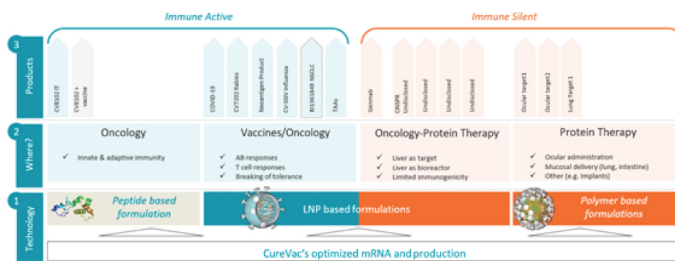 Immune Active
Immune Silent
3
Products
CV8102 IT
CV8102 +
vaccine
COVID-19
CV7202 Rabies
Neoantigen Product
CV-SSIV Influenza
BI1361849 NSCLC
TAAs
Genmab
CRISPR
Undisclosed
Undisclosed
Undisclosed
Undisclosed
Ocular target1
Ocular target2
Lung Target 1
2
Where?
Oncology
✓ Innate & adaptive immunity
Vaccines/Oncology
✓ AB responses
✓ T cell responses
✓ Breaking of tolerance
Oncology-Protein Therapy
✓ Liver as target
✓ Liver as bioreactor
✓ Limited immunogenicity
Protein Therapy
✓ Ocular administration
✓ Mucosal delivery (lung, intestine)
✓ Other (e.g. Implants)
1
Technology
Peptide based
formulation
LNP based formulations
Polymer based
formulations
CureVac's optimized mRNA and production